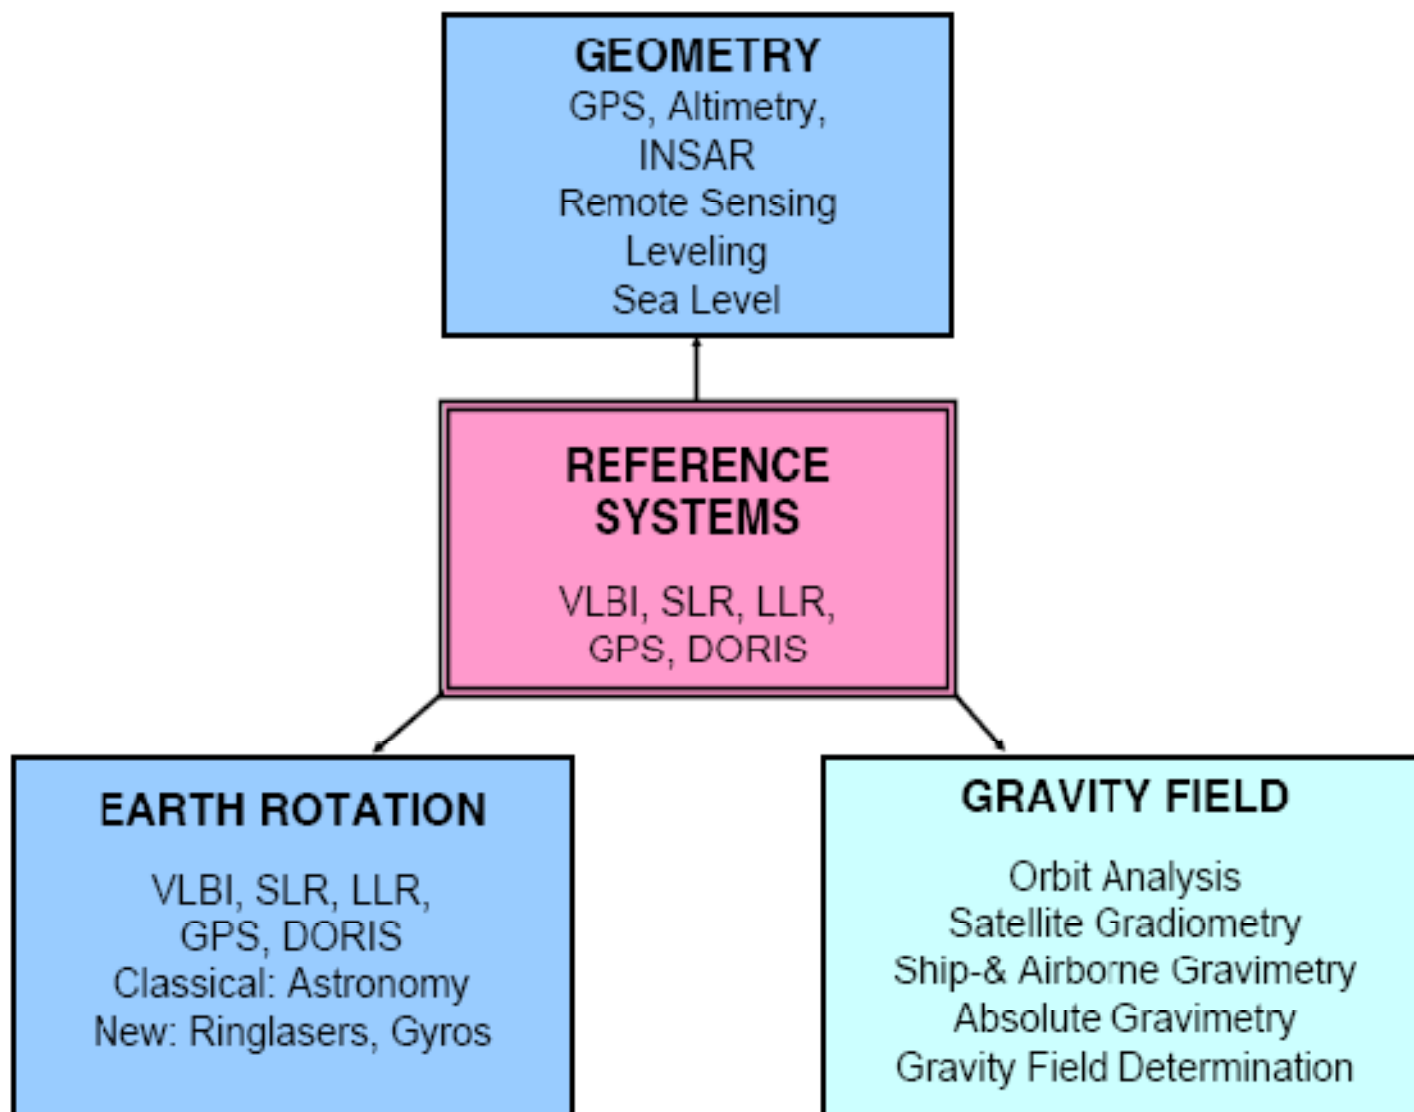 GEOMETRY
GPS, Altimetry,
INSAR
Remote Sensing
Leveling
Sea Level
REFERENCE
SYSTEMS
VLBI, SLR, LLR,
GPS, DORIS
EARTH ROTATION
VLBI, SLR, LLR,
GPS, DORIS
Classical: Astronomy
New: Ringlasers, Gyros
GRAVITY FIELD
Orbit Analysis
Satellite Gradiometry
Ship-& Airborne Gravimetry
Absolute Gravimetry
Gravity Field Determination